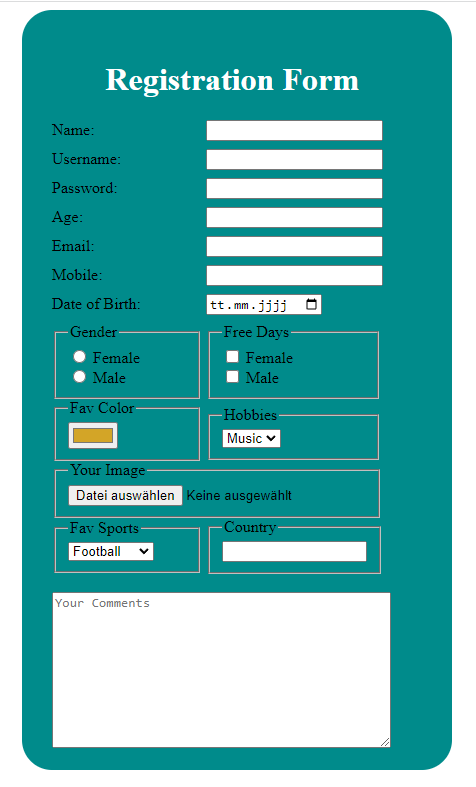 Registration Form
Name:
Username:
Password:
Age:
Email:
Mobile:
Date of Birth: tt.mm.jjjj
Gender Free Days
Female Female
Male Male
Fav Color Hobbies
Music
Your Image
Datei auswählen Keine ausgewählt
Fav Sports Country
Football
Your Comments